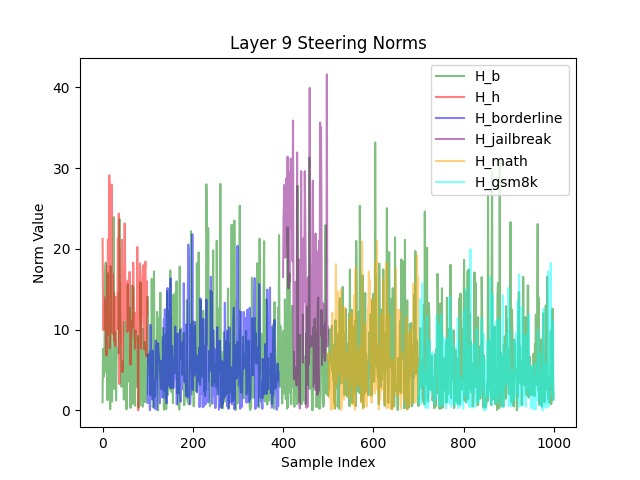 Layer 9 Steering Norms
H_b
H_h
H_borderline
H_jailbreak
H_math
H_gsm8k
Norm Value
40
30
20
10
0
0 200 400 600 800 1000
Sample Index